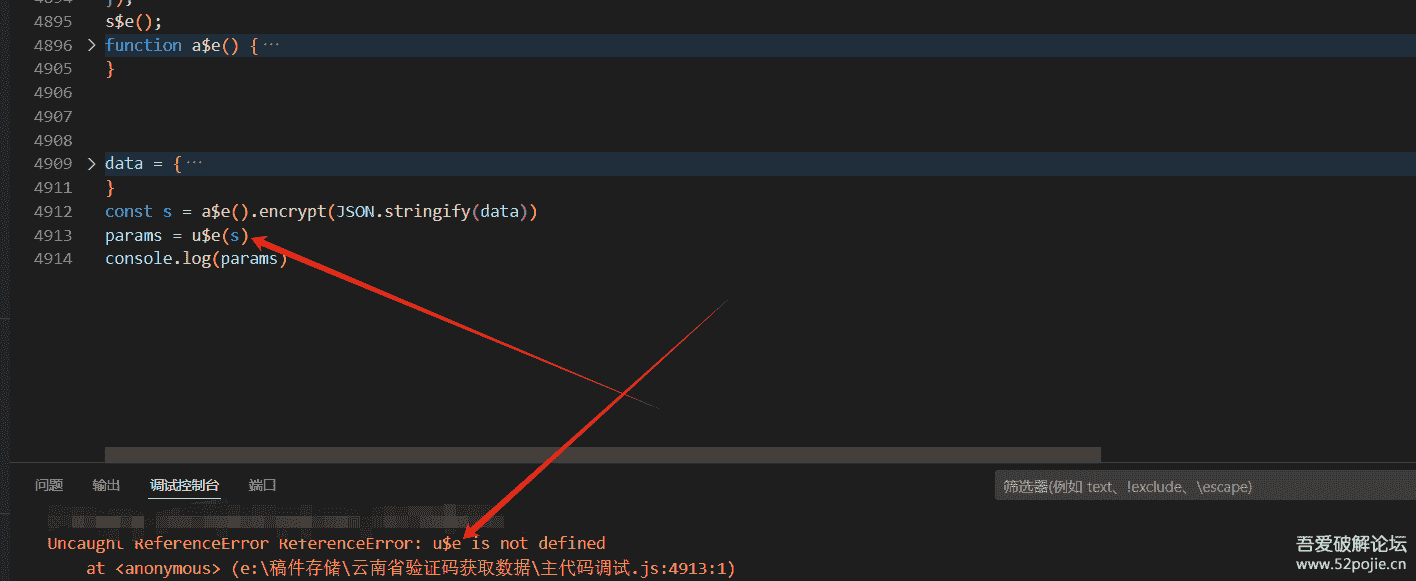 4894 });
4895 s$e();
4896 function a$e() { ···
4905 }
4906
4907
4908
4909 data = { ···
4911 }
4912 const s = a$e().encrypt(JSON.stringify(data))
4913 params = u$e(s)
4914 console.log(params)
问题 输出 调试控制台 端口
筛选器(例如 text、!exclude、\escape)
Uncaught ReferenceError ReferenceError: u$e is not defined
at <anonymous> (e:\稿件存储\云南省验证码获取数据\主代码调试.js:4913:1)
吾爱破解论坛
www.52pojie.cn